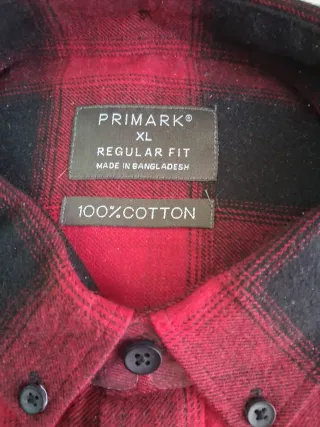 PRIMARK®
XL
REGULAR FIT
MADE IN BANGLADESH
100%COTTON